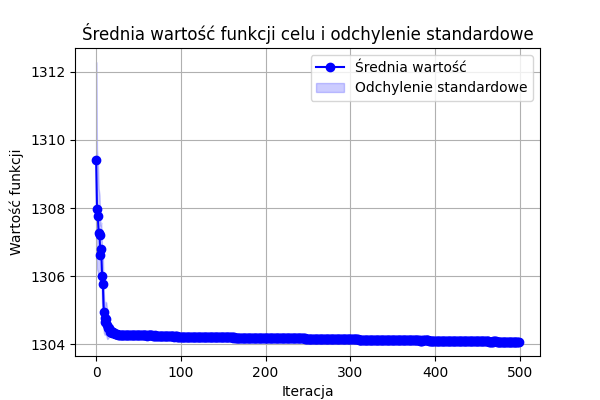 Średnia wartość funkcji celu i odchylenie standardowe
Średnia wartość
Odchylenie standardowe
Wartość funkcji
1312
1310
1308
1306
1304
0 100 200 300 400 500
Iteracja